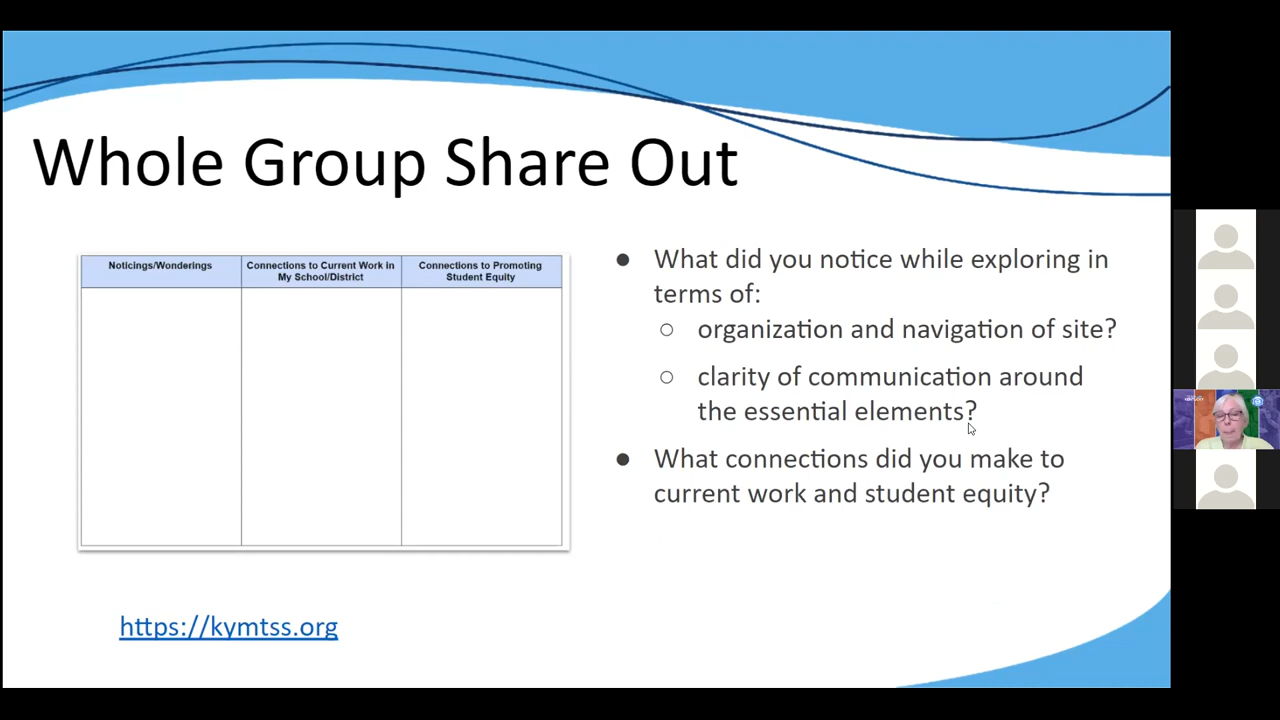 Whole Group Share Out
Noticings/Wonderings
Connections to Current Work in
My School/District
Connections to Promoting
Student Equity
● What did you notice while exploring in
terms of:
○ organization and navigation of site?
○ clarity of communication around
the essential elements?
● What connections did you make to
current work and student equity?
https://kymtss.org